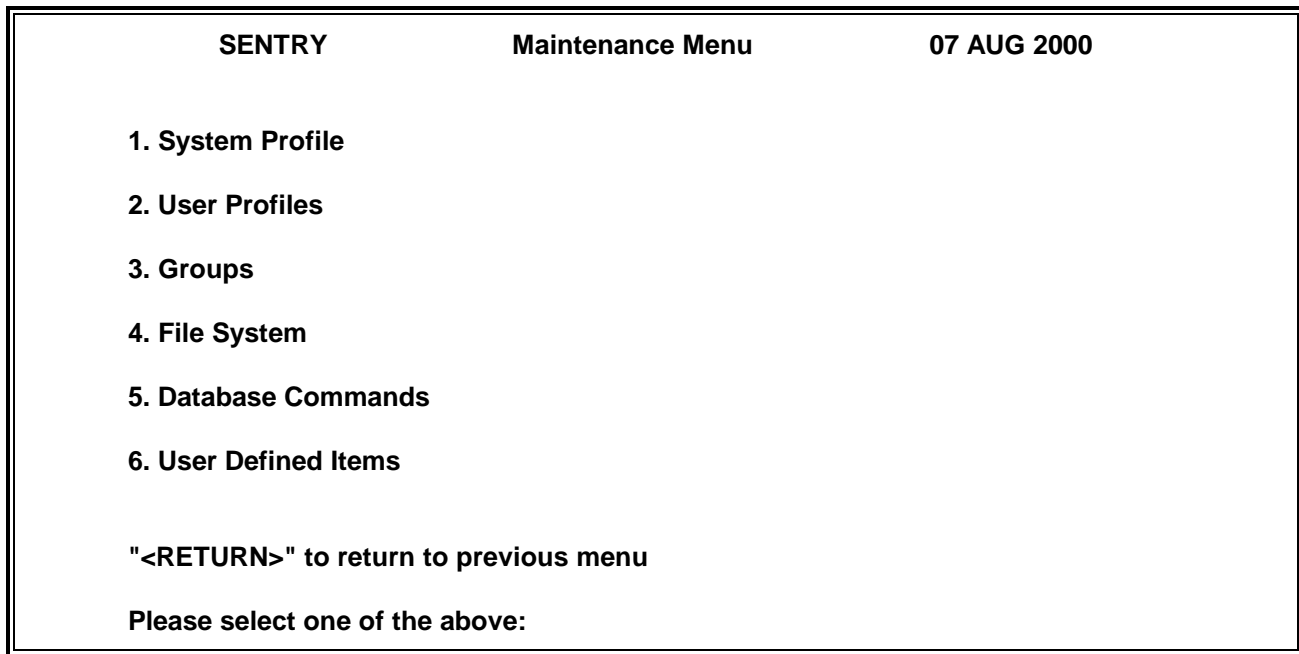 SENTRY Maintenance Menu 07 AUG 2000
1. System Profile
2. User Profiles
3. Groups
4. File System
5. Database Commands
6. User Defined Items
"<RETURN>" to return to previous menu
Please select one of the above: